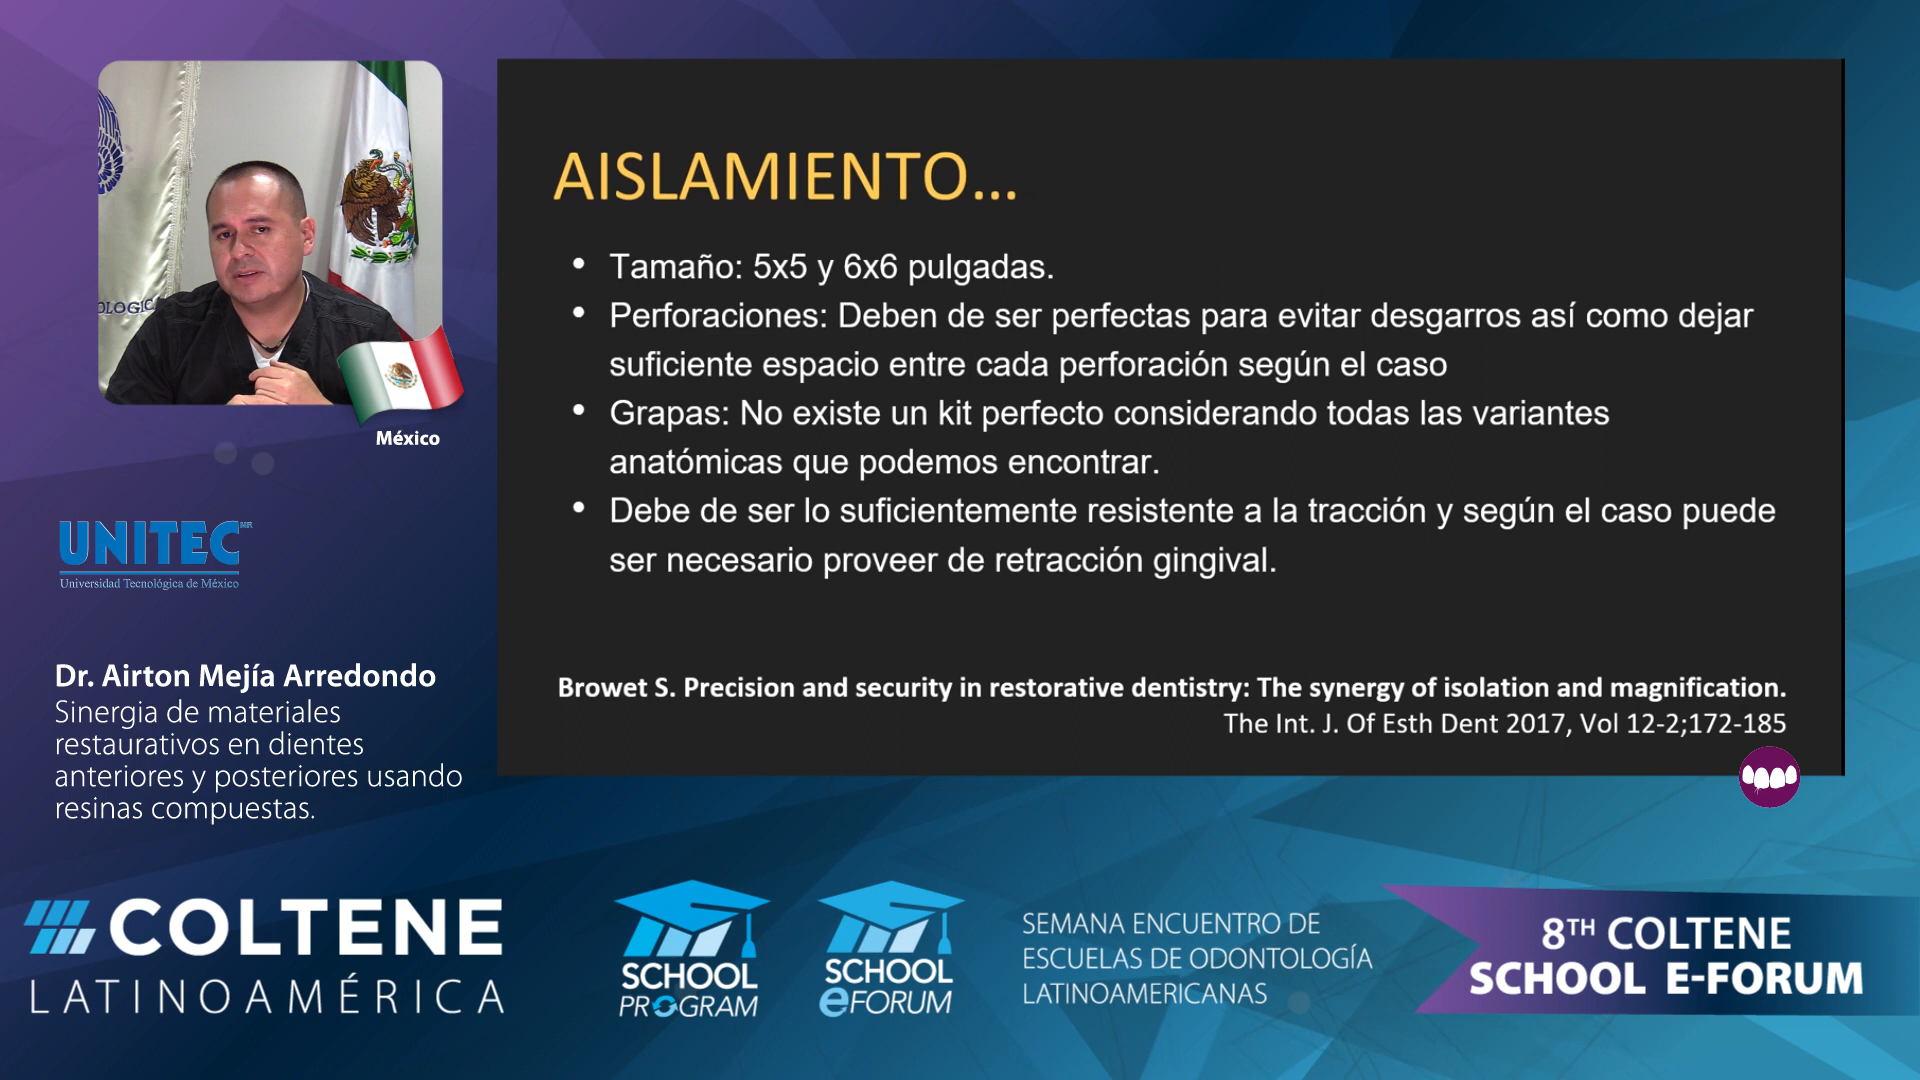 AISLAMIENTO...
• Tamaño: 5x5 y 6x6 pulgadas.
• Perforaciones: Deben de ser perfectas para evitar desgarros así como dejar
suficiente espacio entre cada perforación según el caso
• Grapas: No existe un kit perfecto considerando todas las variantes
anatómicas que podemos encontrar.
• Debe de ser lo suficientemente resistente a la tracción y según el caso puede
ser necesario proveer de retracción gingival.
Browet S. Precision and security in restorative dentistry: The synergy of isolation and magnification.
The Int. J. Of Esth Dent 2017, Vol 12-2;172-185
OLOGIC
México
UNITEC MR
Universidad Tecnológica de México
Dr. Airton Mejía Arredondo
Sinergia de materiales
restaurativos en dientes
anteriores y posteriores usando
resinas compuestas.
COLTENE
LATINOAMÉRICA
SCHOOL
PROGRAM
SCHOOL
eFORUM
SEMANA ENCUENTRO DE
ESCUELAS DE ODONTOLOGÍA
LATINOAMERICANAS
8TH COLTENE
SCHOOL E-FORUM